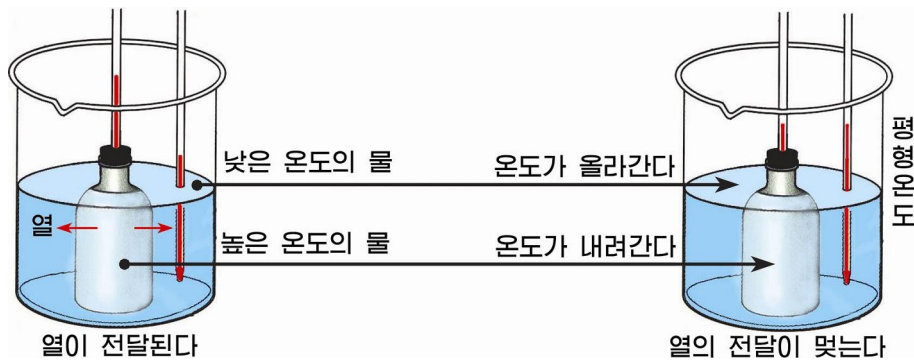 낮은 온도의 물
온도가 올라간다
열
높은 온도의 물
온도가 내려간다
평형온도
열이 전달된다
열의 전달이 멎는다